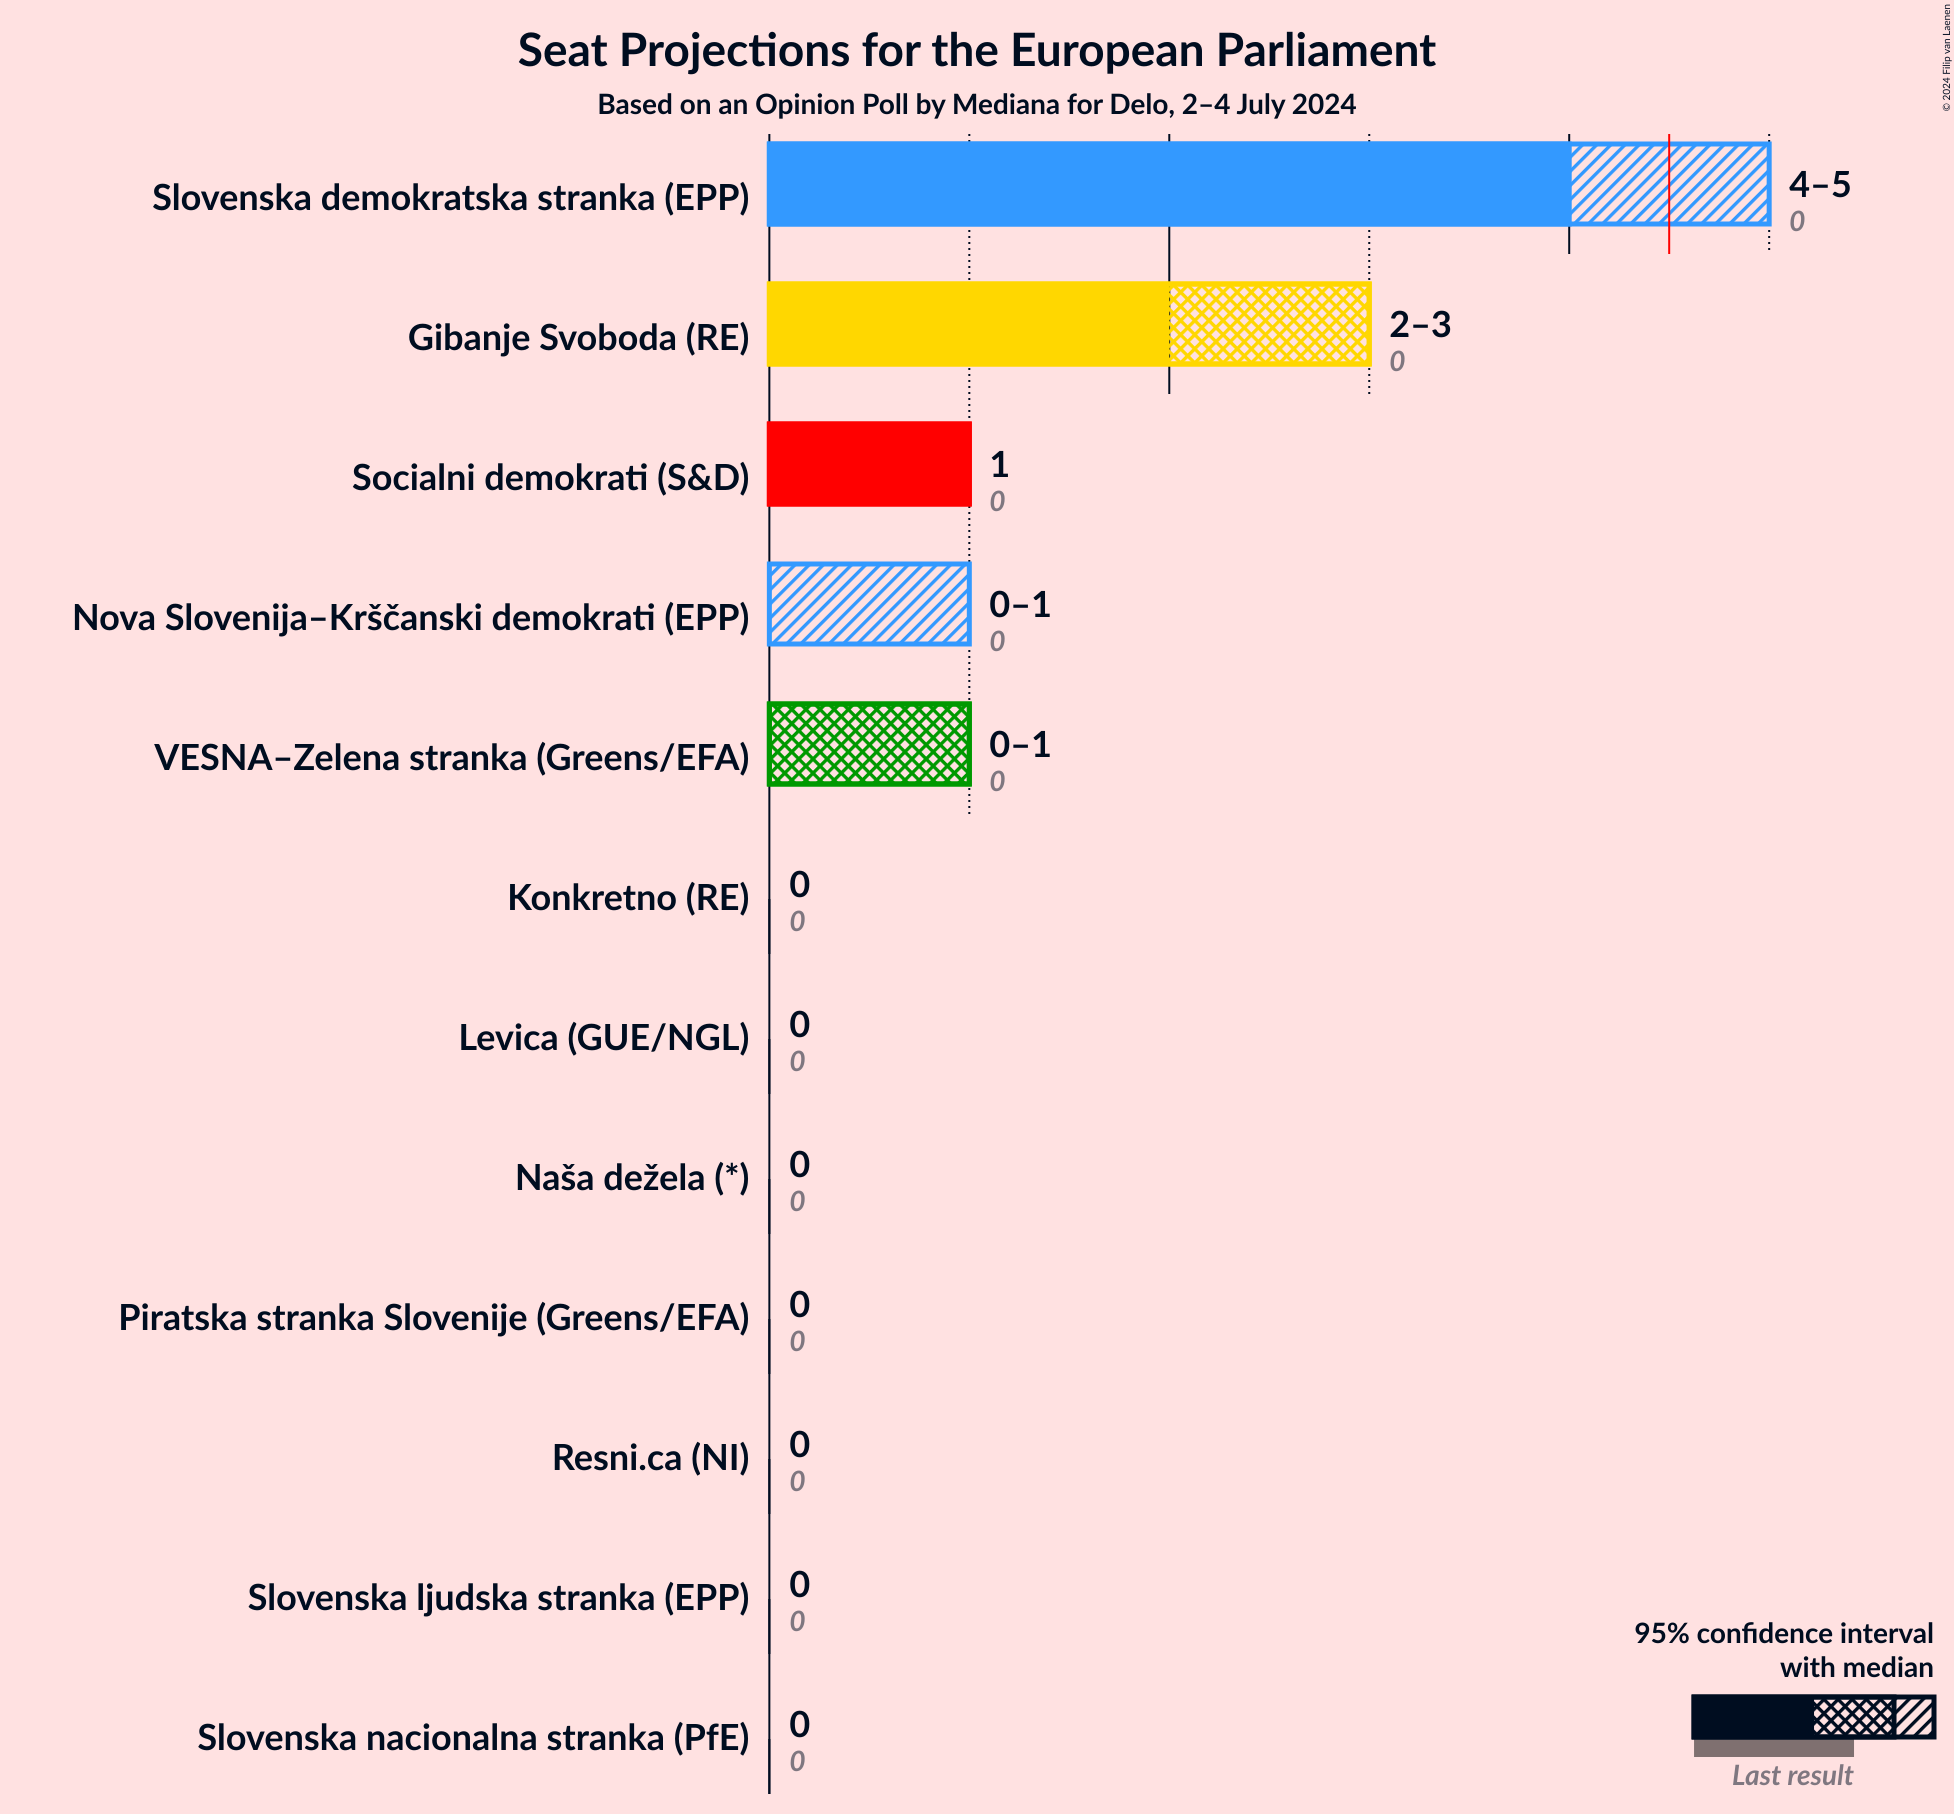 Seat Projections for the European Parliament
Based on an Opinion Poll by Mediana for Delo, 2–4 July 2024
© 2024 Filip van Laenen
Slovenska demokratska stranka (EPP)
4–5
0
Gibanje Svoboda (RE)
2–3
0
Socialni demokrati (S&D)
1
0
Nova Slovenija–Krščanski demokrati (EPP)
0–1
0
VESNA–Zelena stranka (Greens/EFA)
0–1
0
Konkretno (RE)
0
0
Levica (GUE/NGL)
0
0
Naša dežela (*)
0
0
Piratska stranka Slovenije (Greens/EFA)
0
0
Resni.ca (NI)
0
0
Slovenska ljudska stranka (EPP)
0
0
Slovenska nacionalna stranka (PfE)
0
0
95% confidence interval
with median
Last result